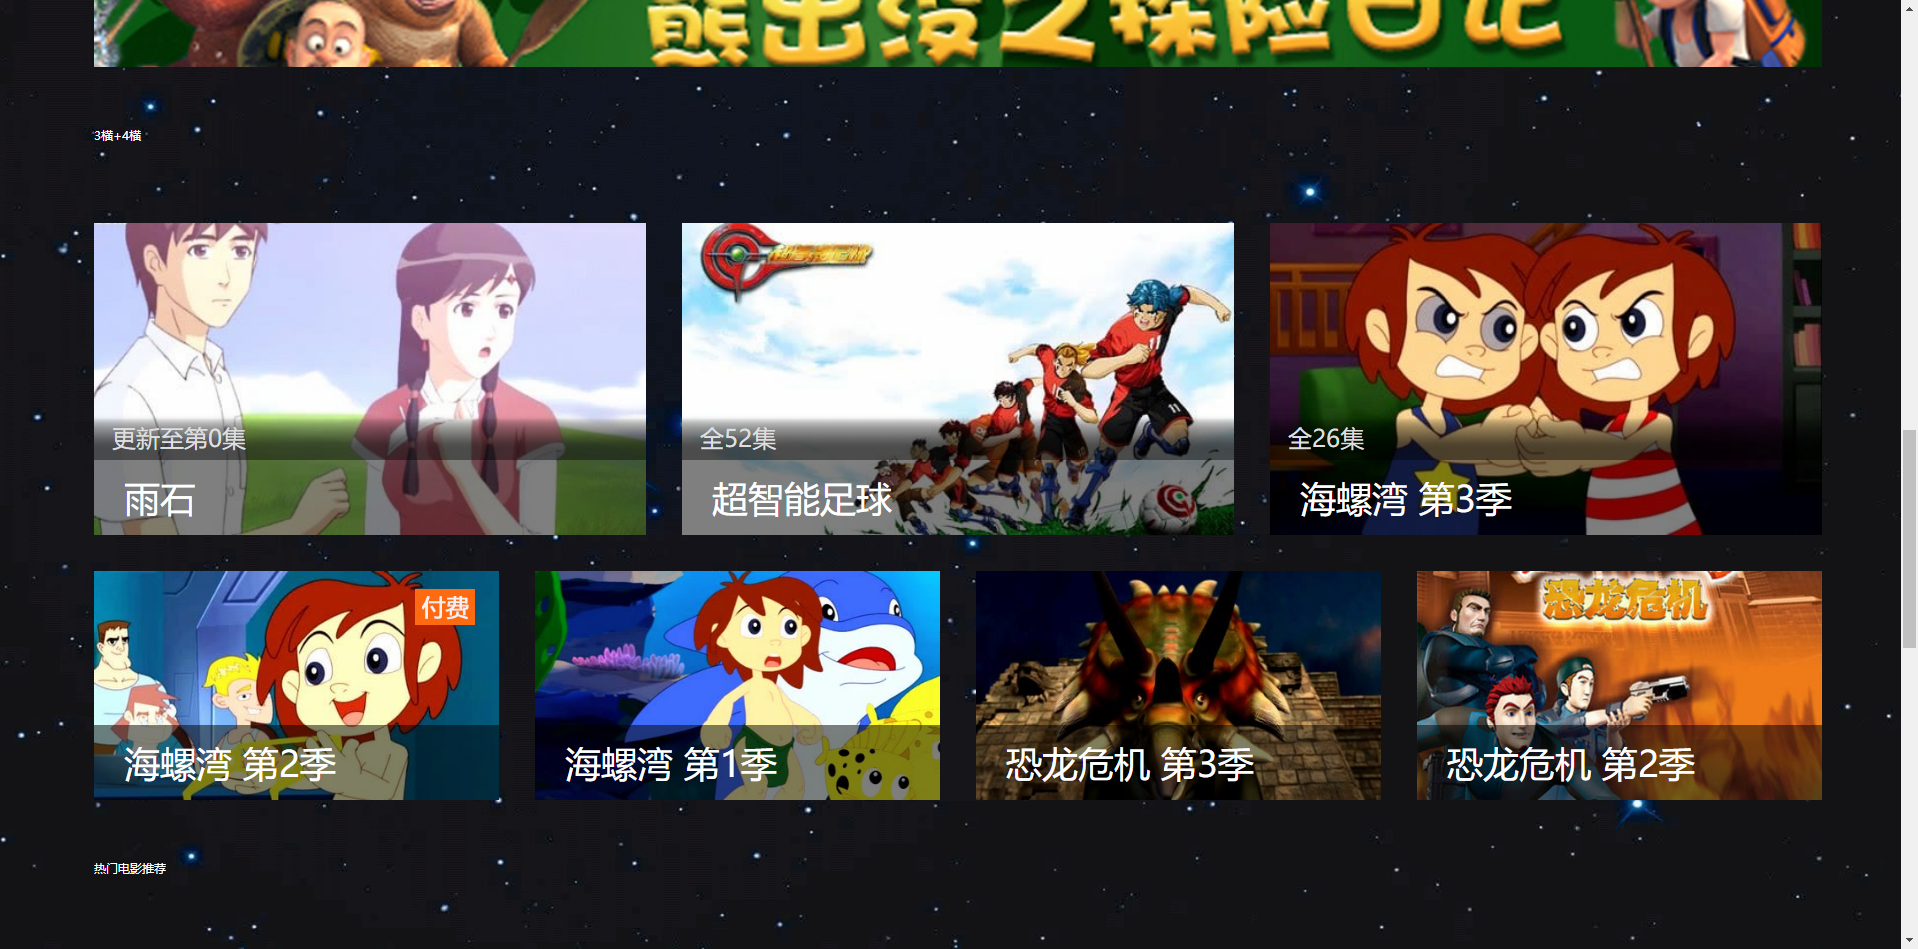 熊出没之探险日记
3横+4横
更新至第0集
雨石
全52集
超智能足球
全26集
海螺湾 第3季
付费
海螺湾 第2季
海螺湾 第1季
恐龙危机 第3季
恐龙危机
恐龙危机 第2季
热门电影推荐